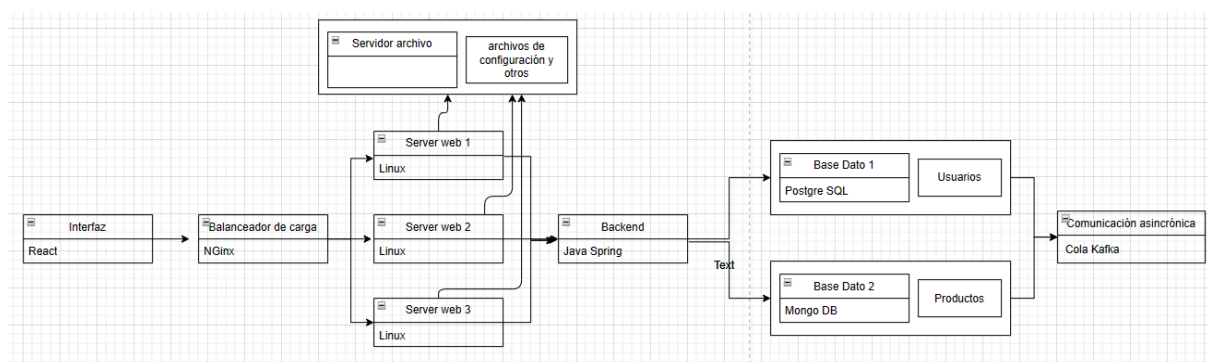 Servidor archivo
archivos de
configuración y
otros
Server web 1
Linux
Interfaz
React
Balanceador de carga
NGinx
Server web 2
Linux
Server web 3
Linux
Backend
Java Spring
Text
Base Dato 1
Postgre SQL
Usuarios
Base Dato 2
Mongo DB
Productos
Comunicación asincrónica
Cola Kafka